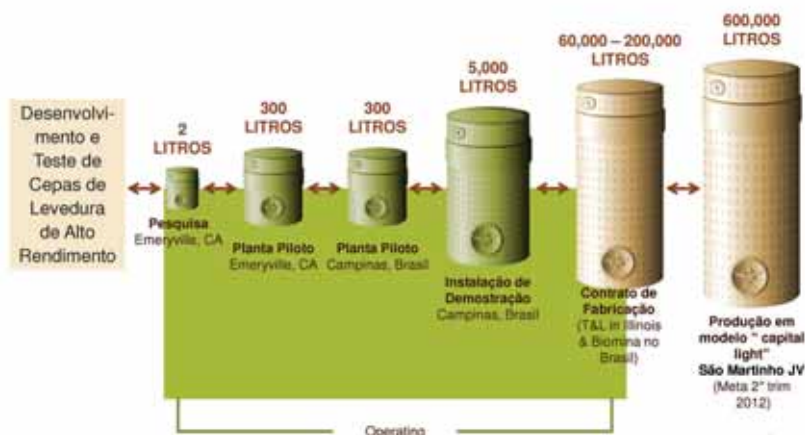 Desenvolvi-
mento e
Teste de
Cepas de
Levedura
de Alto
Rendimento
2
LITROS
Pesquisa
Emeryville, CA
300
LITROS
Planta Piloto
Emeryville, CA
300
LITROS
Planta Piloto
Campinas, Brasil
5,000
LITROS
Instalação de
Demostração
Campinas, Brasil
60,000 – 200,000
LITROS
Contrato de
Fabricação
(T&L in Illinois
& Biomina no
Brasil)
600,000
LITROS
Produção em
modelo " capital
light"
São Martinho JV
(Meta 2° trim
2012)
Operating